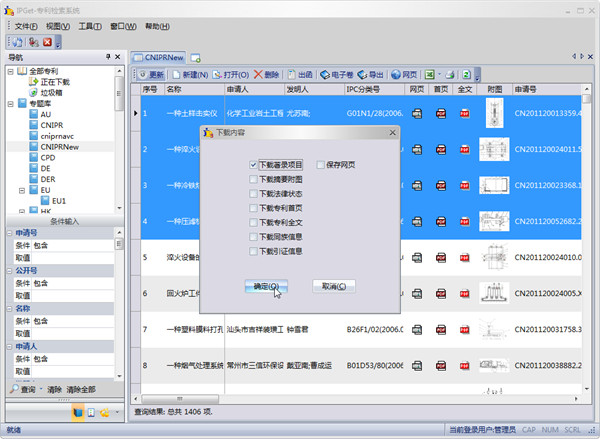 IPGet-专利检索系统
文件(F) 视图(V) 工具(T) 窗口(W) 帮助(H)
导航
全部专利
正在下载
垃圾箱
专题库
AU
CNIPR
cniprnavc
CNIPRNew
CPD
DE
DER
EU
EU1
HK
条件输入
申请号
条件 包含
取值
公开号
条件 包含
取值
名称
条件 包含
取值
申请人
条件 包含
取值
查询 清除 清除全部
CNIPRNew
更新 新建(N) 打开(O) 删除 出函 电子卷 导出 网页
序号 名称 申请人 发明人 IPC分类号 网页 首页 全文 附图 申请号
1 一种土样击实仪 化学工业岩土工程 尤苏南; G01N1/28(2006. CN201120013359.4
2 CN201120024011.5
3 一种冷铁 CN201120023368.1
4 一种压滤 CN201120052682.2
5 淬火设备的 CN201120024010.0
6 回火炉工件 CN201120024005.X
7 一种塑料膜料打孔 汕头市吉祥装璜工 钟雪君 B26F1/02(2006.0 CN201120031758.3
8 一种烟气处理系统 常州市三值环保设 戴亚南;曹成运 B01D53/80(2006 CN201120038882.2
下载内容
下载著录项目 保存网页
下载摘要附图
下载法律状态
下载专利首页
下载专利全文
下载同族信息
下载引证信息
确定(O) 取消(C)
查询结果: 总共 1406 项.
就绪 当前登录用户:管理员 CAP NUM SCRL